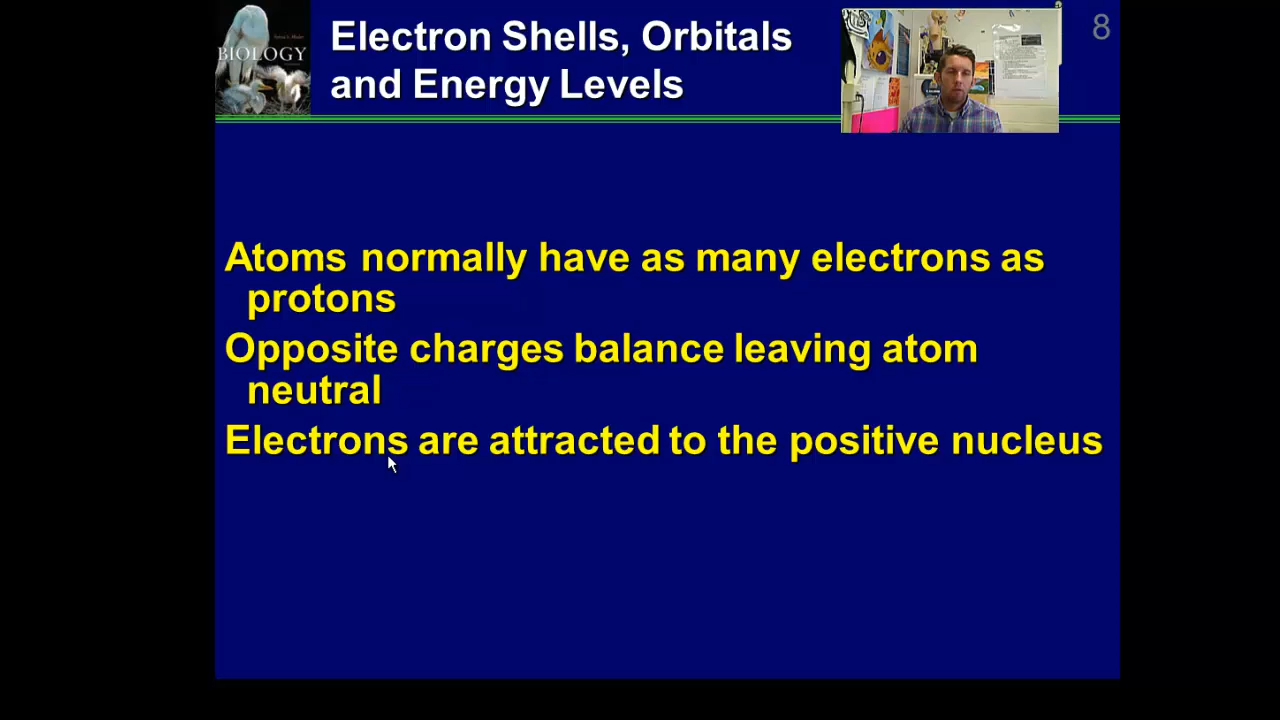 Electron Shells, Orbitals
and Energy Levels
8
BIOLOGY
Atoms normally have as many electrons as
protons
Opposite charges balance leaving atom
neutral
Electrons are attracted to the positive nucleus